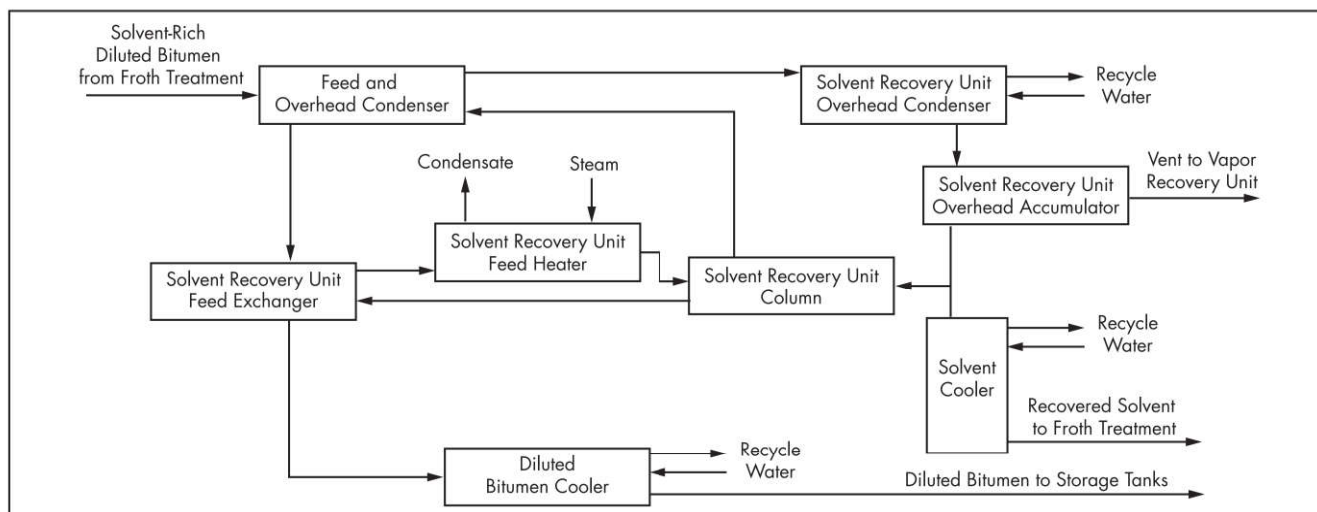 Solvent-Rich
Diluted Bitumen
from Froth Treatment
Feed and
Overhead Condenser
Solvent Recovery Unit
Overhead Condenser
Recycle
Water
Condensate
Steam
Vent to Vapor
Recovery Unit
Solvent Recovery Unit
Overhead Accumulator
Solvent Recovery Unit
Feed Heater
Solvent Recovery Unit
Feed Exchanger
Solvent Recovery Unit
Column
Recycle
Water
Solvent
Cooler
Recovered Solvent
to Froth Treatment
Diluted
Bitumen Cooler
Recycle
Water
Diluted Bitumen to Storage Tanks